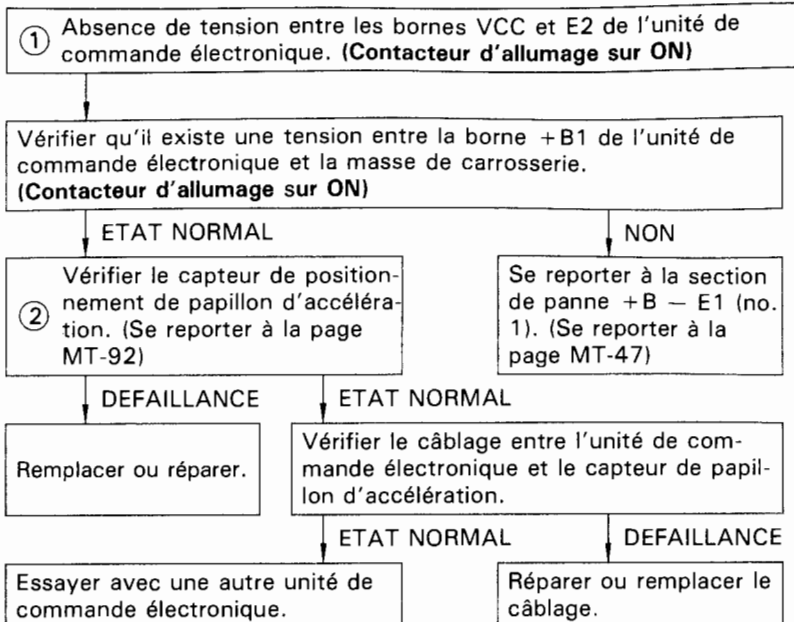 ① Absence de tension entre les bornes VCC et E2 de l'unité de
commande électronique. (Contacteur d'allumage sur ON)
Vérifier qu'il existe une tension entre la borne +B1 de l'unité de
commande électronique et la masse de carrosserie.
(Contacteur d'allumage sur ON)
ETAT NORMAL
NON
② Vérifier le capteur de position-
nement de papillon d'accéléra-
tion. (Se reporter à la page
MT-92)
Se reporter à la section
de panne +B — E1 (no.
1). (Se reporter à la
page MT-47)
DEFAILLANCE
ETAT NORMAL
Remplacer ou réparer.
Vérifier le câblage entre l'unité de com-
mande électronique et le capteur de papil-
lon d'accélération.
ETAT NORMAL
DEFAILLANCE
Essayer avec une autre unité de
commande électronique.
Réparer ou remplacer le
câblage.